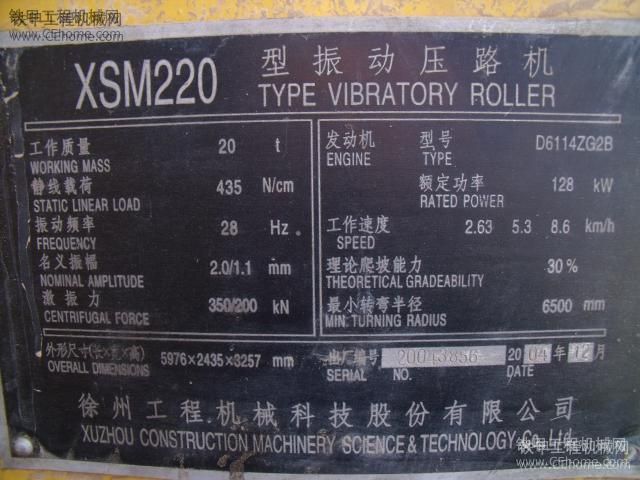 铁甲工程机械网
www.CEhome.com
XSM220 型振动压路机
TYPE VIBRATORY ROLLER
工作质量 20 t
WORKING MASS
静线载荷 435 N/cm
STATIC LINEAR LOAD
振动频率 28 Hz
FREQUENCY
名义振幅 2.0/1.1 mm
NOMINAL AMPLITUDE
激振力 350/200 kN
CENTRIFUGAL FORCE
发动机 型号 D6114ZG2B
ENGINE TYPE
额定功率 128 kW
RATED POWER
工作速度 2.63 5.3 8.6 km/h
SPEED
理论爬坡能力 30%
THEORETICAL GRADEABILITY
最小转弯半径 6500 mm
MIN. TURNING RADIUS
外形尺寸(长×宽×高) 5976×2435×3257 mm
OVERALL DIMENSIONS
出厂编号 20043856 2004年12月
SERIAL NO. DATE
徐州工程机械科技股份有限公司
XUZHOU CONSTRUCTION MACHINERY SCIENCE & TECHNOLOGY Co., Ltd.
铁甲工程机械网
www.CEhome.com